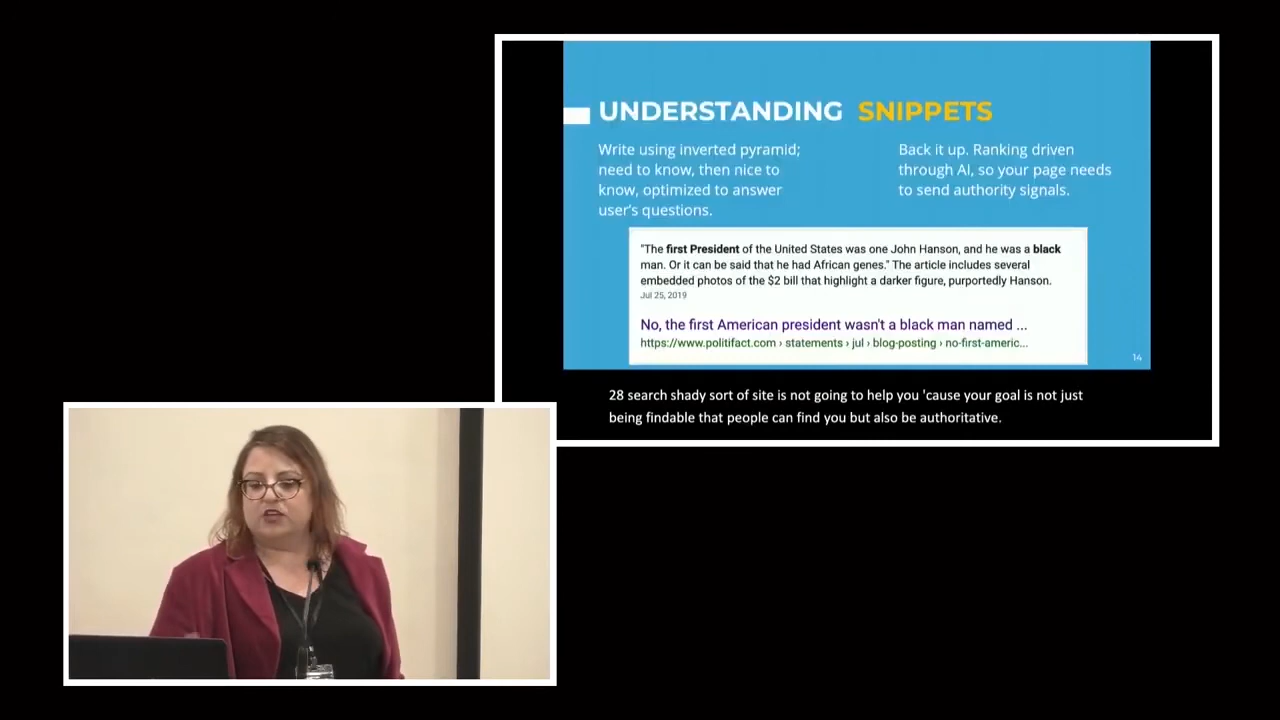 UNDERSTANDING SNIPPETS
Write using inverted pyramid;
need to know, then nice to
know, optimized to answer
user's questions.
Back it up. Ranking driven
through AI, so your page needs
to send authority signals.
"The first President of the United States was one John Hanson, and he was a black
man. Or it can be said that he had African genes." The article includes several
embedded photos of the $2 bill that highlight a darker figure, purportedly Hanson.
Jul 25, 2019
No, the first American president wasn't a black man named ...
https://www.politifact.com › statements › jul › blog-posting › no-first-americ...
14
28 search shady sort of site is not going to help you 'cause your goal is not just
being findable that people can find you but also be authoritative.